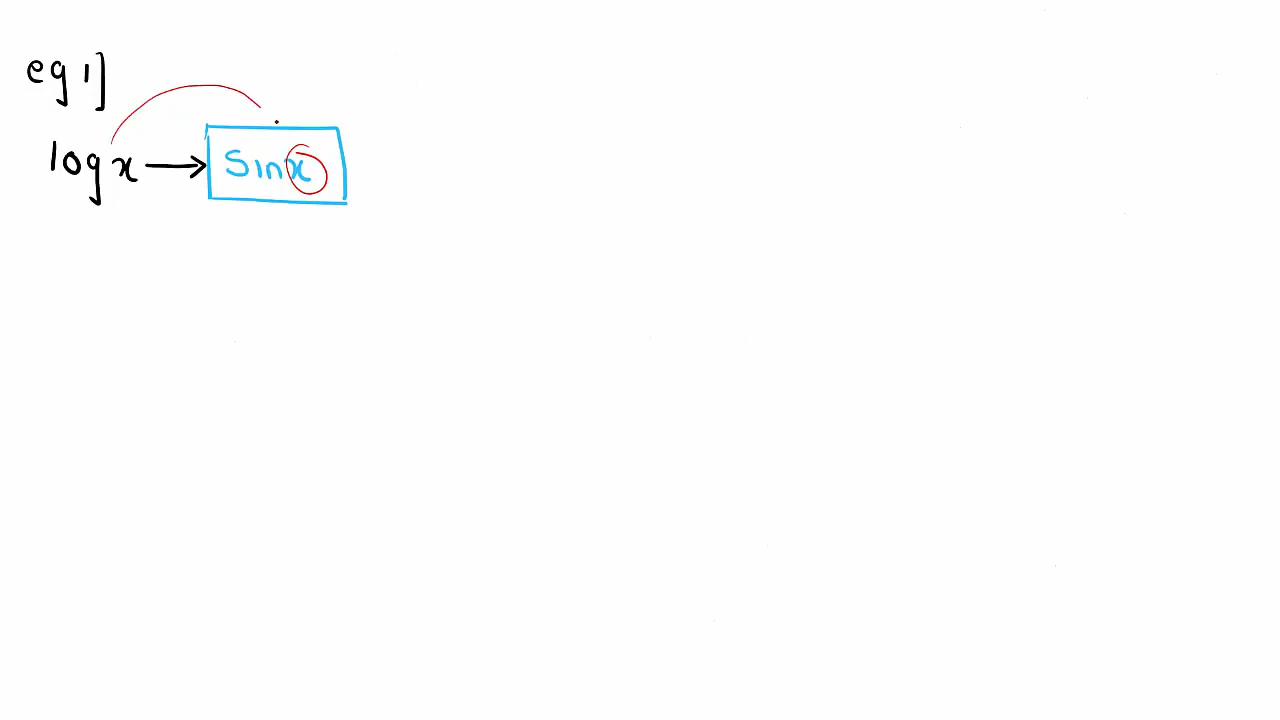 eg 1]
log x → Sin x